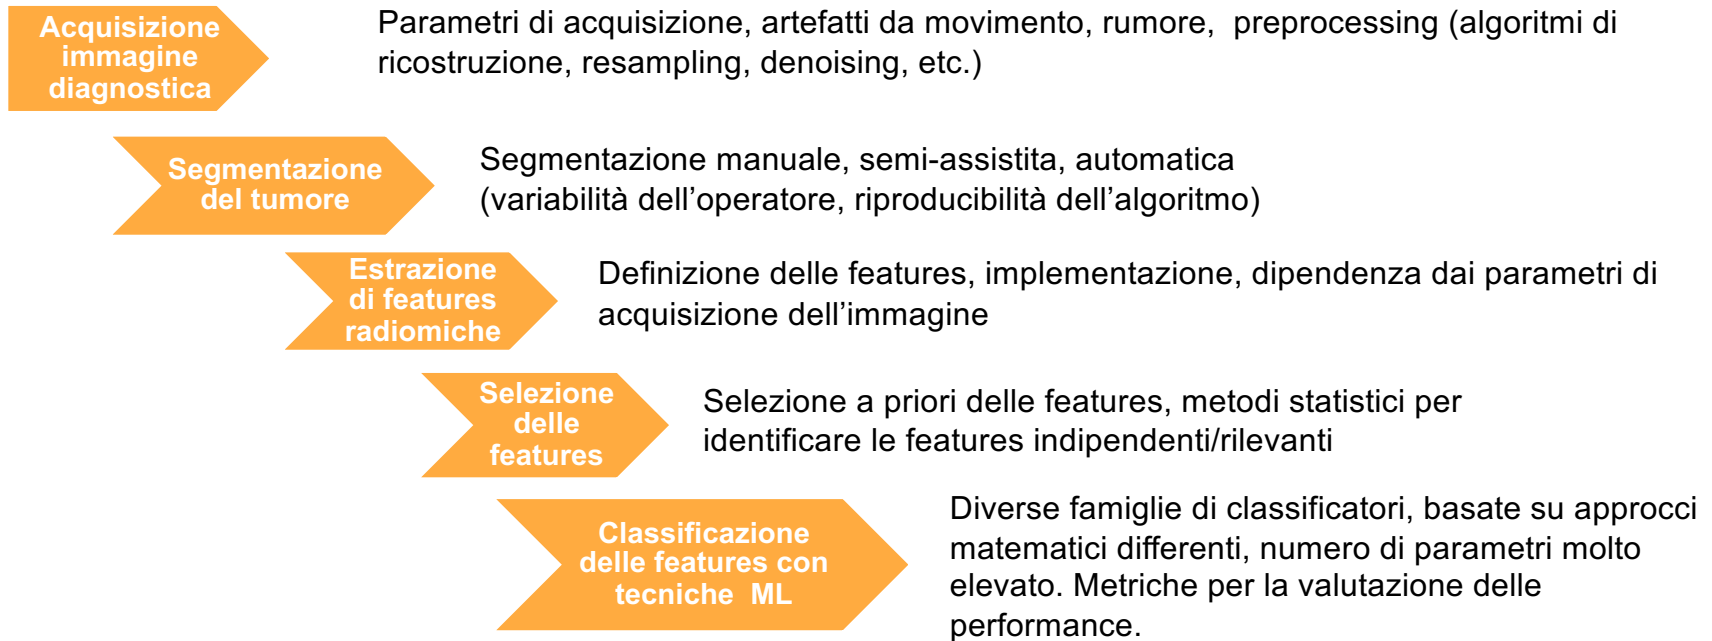 Acquisizione
immagine
diagnostica
Parametri di acquisizione, artefatti da movimento, rumore,  preprocessing (algoritmi di
ricostruzione, resampling, denoising, etc.)
Segmentazione
del tumore
Segmentazione manuale, semi-assistita, automatica
(variabilità dell’operatore, riproducibilità dell’algoritmo)
Estrazione
di features
radiomiche
Definizione delle features, implementazione, dipendenza dai parametri di
acquisizione dell’immagine
Selezione
delle
features
Selezione a priori delle features, metodi statistici per
identificare le features indipendenti/rilevanti
Classificazione
delle features con
tecniche  ML
Diverse famiglie di classificatori, basate su approcci
matematici differenti, numero di parametri molto
elevato. Metriche per la valutazione delle
performance.